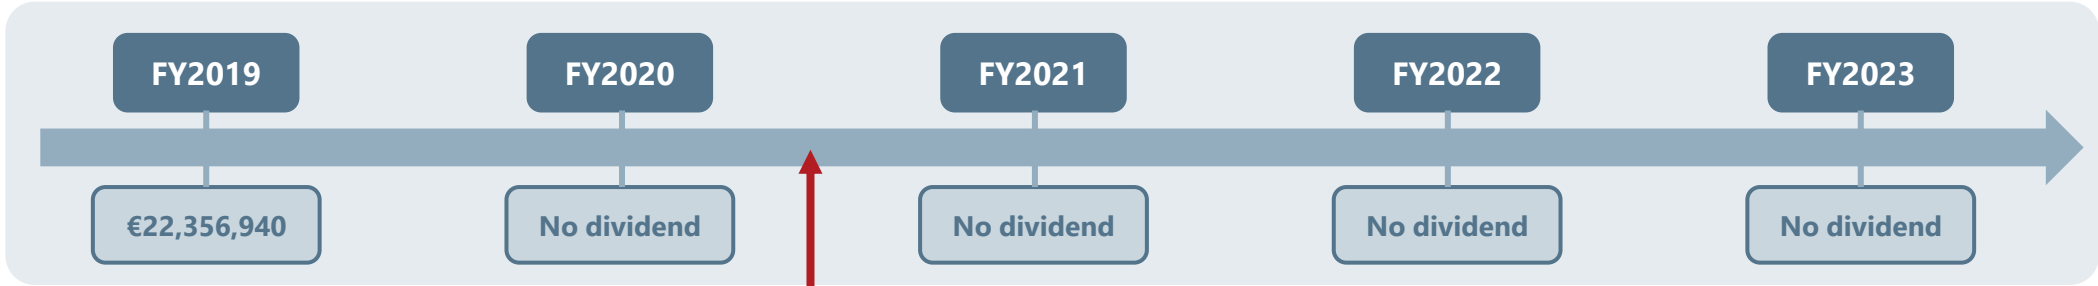 FY2019
FY2020
FY2021
FY2022
FY2023
€22,356,940
No dividend
No dividend
No dividend
No dividend